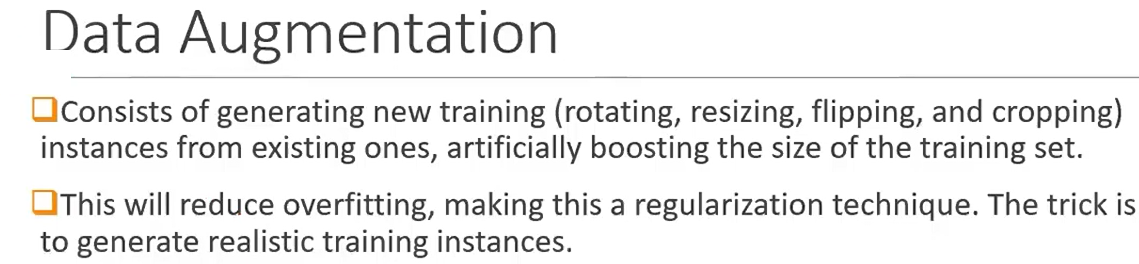 Data Augmentation
Consists of generating new training (rotating, resizing, flipping, and cropping)
instances from existing ones, artificially boosting the size of the training set.
This will reduce overfitting, making this a regularization technique. The trick is
to generate realistic training instances.